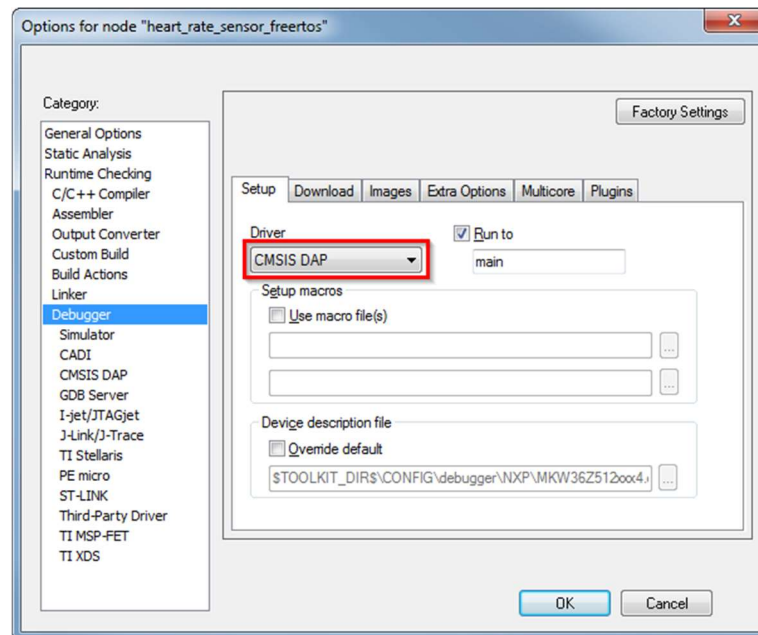 Options for node "heart_rate_sensor_freertos"
X
Category:
General Options
Static Analysis
Runtime Checking
C/C++ Compiler
Assembler
Output Converter
Custom Build
Build Actions
Linker
Debugger
Simulator
CADI
CMSIS DAP
GDB Server
I-jet/JTAGjet
J-Link/J-Trace
TI Stellaris
PE micro
ST-LINK
Third-Party Driver
TI MSP-FET
TI XDS
Factory Settings
Setup Download Images Extra Options Multicore Plugins
Driver
CMSIS DAP
Run to
main
Setup macros
Use macro file(s)
...
...
Device description file
Override default
$TOOLKIT_DIR$\CONFIG\debugger\NXP\MKW36Z512xxx4. ...
OK Cancel